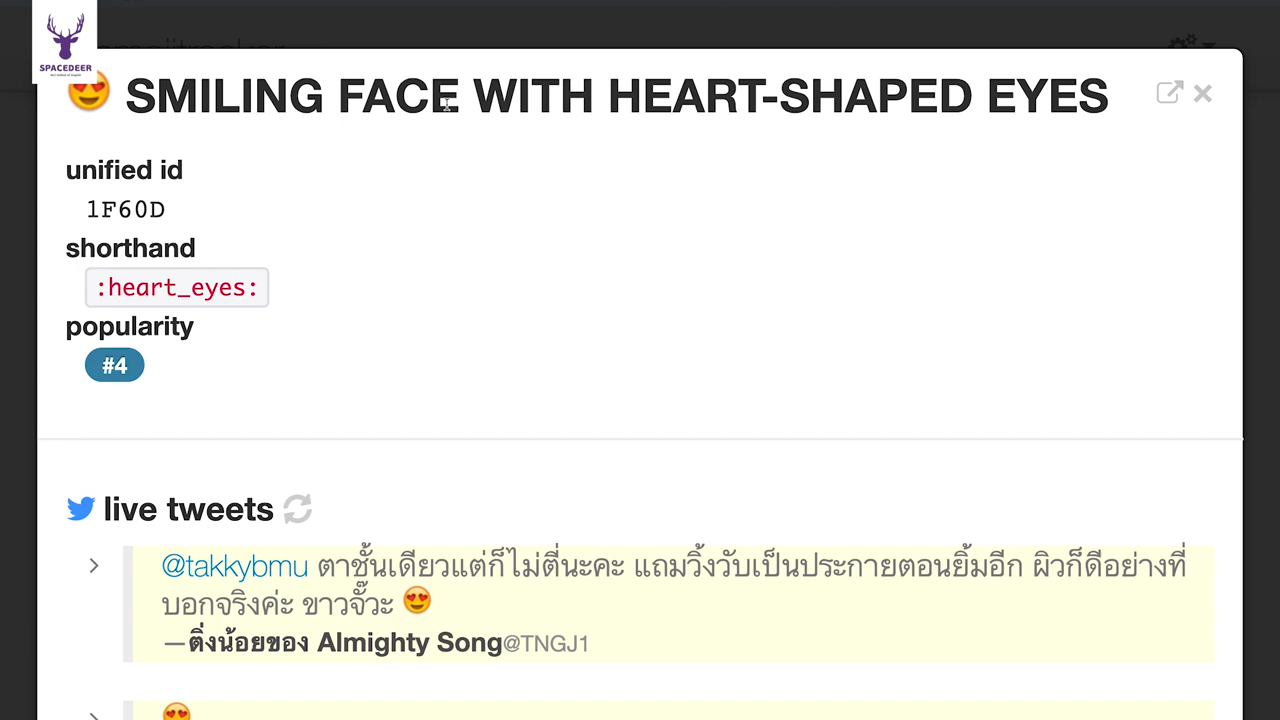 SPACEDEER
SMILING FACE WITH HEART-SHAPED EYES
unified id
1F60D
shorthand
:heart_eyes:
popularity
#4
live tweets
@takkybmu ตาชั้นเดียวแต่ก็ไม่ตี่นะคะ แถมวิ้งวับเป็นประกายตอนยิ้มอีก ผิวก็ดีอย่างที่
บอกจริงค่ะ ขาวจั๊วะ 😍
—ติ่งน้อยของ Almighty Song@TNGJ1